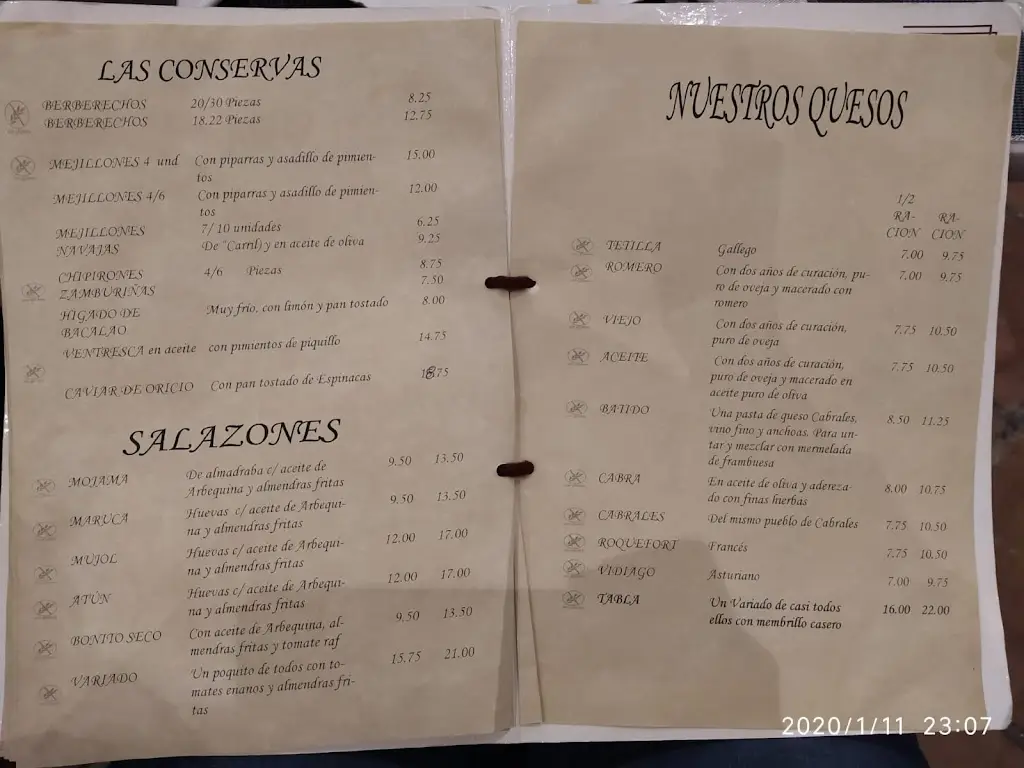 LAS CONSERVAS
BERBERECHOS 20/30 Piezas 8.25
BERBERECHOS 18.22 Piezas 12.75
MEJILLONES 4 und Con piparras y asadillo de pimien- 15.00
tos
MEJILLONES 4/6 Con piparras y asadillo de pimien- 12.00
tos
MEJILLONES 7/ 10 unidades 6.25
NAVAJAS De "Carril) y en aceite de oliva 9.25
CHIPIRONES 4/6 Piezas 8.75
ZAMBURIÑAS 7.50
HIGADO DE Muy frío, con limón y pan tostado 8.00
BACALAO
VENTRESCA en aceite con pimientos de piquillo 14.75
CAVIAR DE ORICIO Con pan tostado de Espinacas 18.75
SALAZONES
MOJAMA De almadraba c/ aceite de 9.50 13.50
Arbequina y almendras fritas
MARUCA Huevas c/ aceite de Arbequi- 9.50 13.50
na y almendras fritas
MUJOL Huevas c/ aceite de Arbequi- 12.00 17.00
na y almendras fritas
ATÚN Huevas c/ aceite de Arbequi- 12.00 17.00
na y almendras fritas
BONITO SECO Con aceite de Arbequina, al- 9.50 13.50
mendras fritas y tomate raf
VARIADO Un poquito de todos con to- 15.75 21.00
mates enanos y almendras fri-
tas
NUESTROS QUESOS
1/2
RA- RA-
CION CION
TETILLA Gallego 7.00 9.75
ROMERO Con dos años de curación, pu- 7.00 9.75
ro de oveja y macerado con
romero
VIEJO Con dos años de curación, 7.75 10.50
puro de oveja
ACEITE Con dos años de curación, 7.75 10.50
puro de oveja y macerado en
aceite puro de oliva
BATIDO Una pasta de queso Cabrales, 8.50 11.25
vino fino y anchoas. Para un-
tar y mezclar con mermelada
de frambuesa
CABRA En aceite de oliva y adereza- 8.00 10.75
do con finas hierbas
CABRALES Del mismo pueblo de Cabrales 7.75 10.50
ROQUEFORT Francés 7.75 10.50
VIDIAGO Asturiano 7.00 9.75
TABLA Un Variado de casi todos 16.00 22.00
ellos con membrillo casero
2020/1/11 23:07